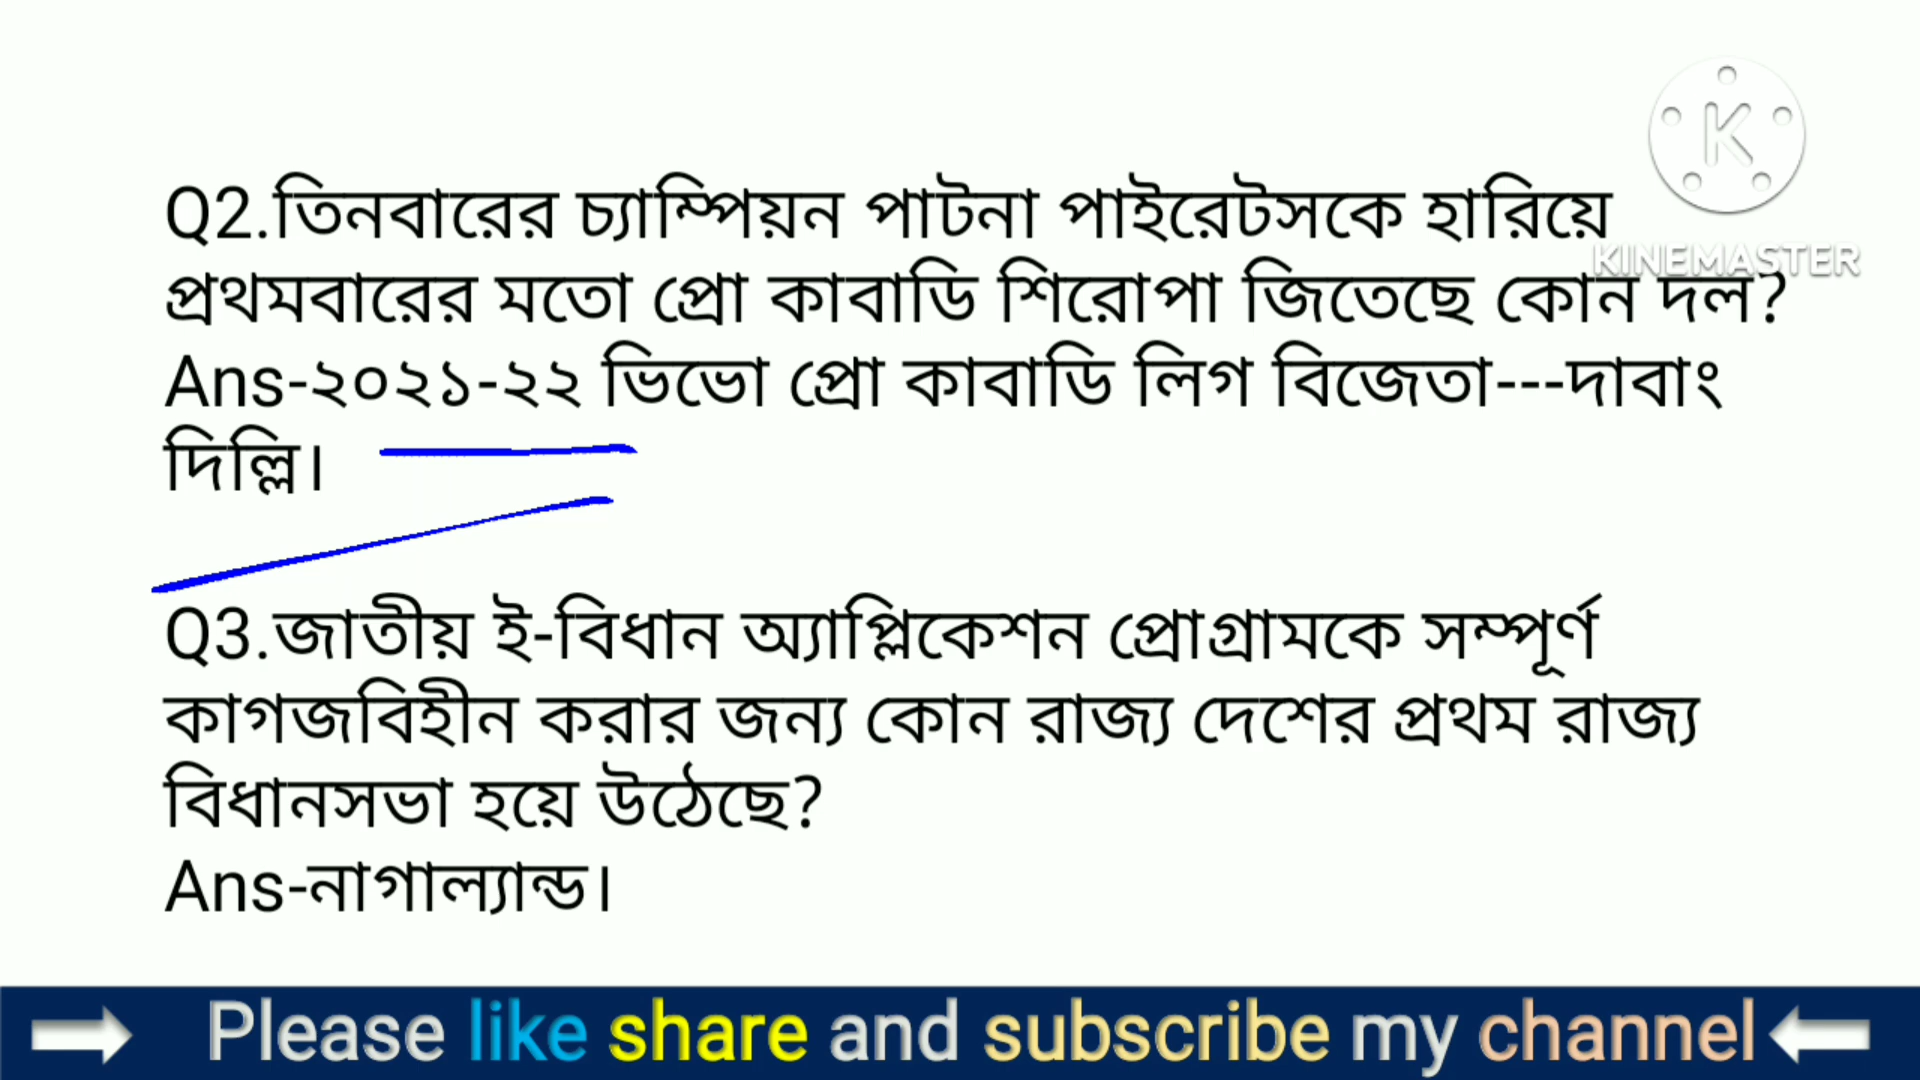 Q2.তিনবারের চ্যাম্পিয়ন পাটনা পাইরেটসকে হারিয়ে
প্রথমবারের মতো প্রো কাবাডি শিরোপা জিতেছে কোন দল?
Ans-২০২১-২২ ভিভো প্রো কাবাডি লিগ বিজেতা---দাবাং
দিল্লি।
Q3.জাতীয় ই-বিধান অ্যাপ্লিকেশন প্রোগ্রামকে সম্পূর্ণ
কাগজবিহীন করার জন্য কোন রাজ্য দেশের প্রথম রাজ্য
বিধানসভা হয়ে উঠেছে?
Ans-নাগাল্যান্ড।
K
KINEMASTER
Please like share and subscribe my channel